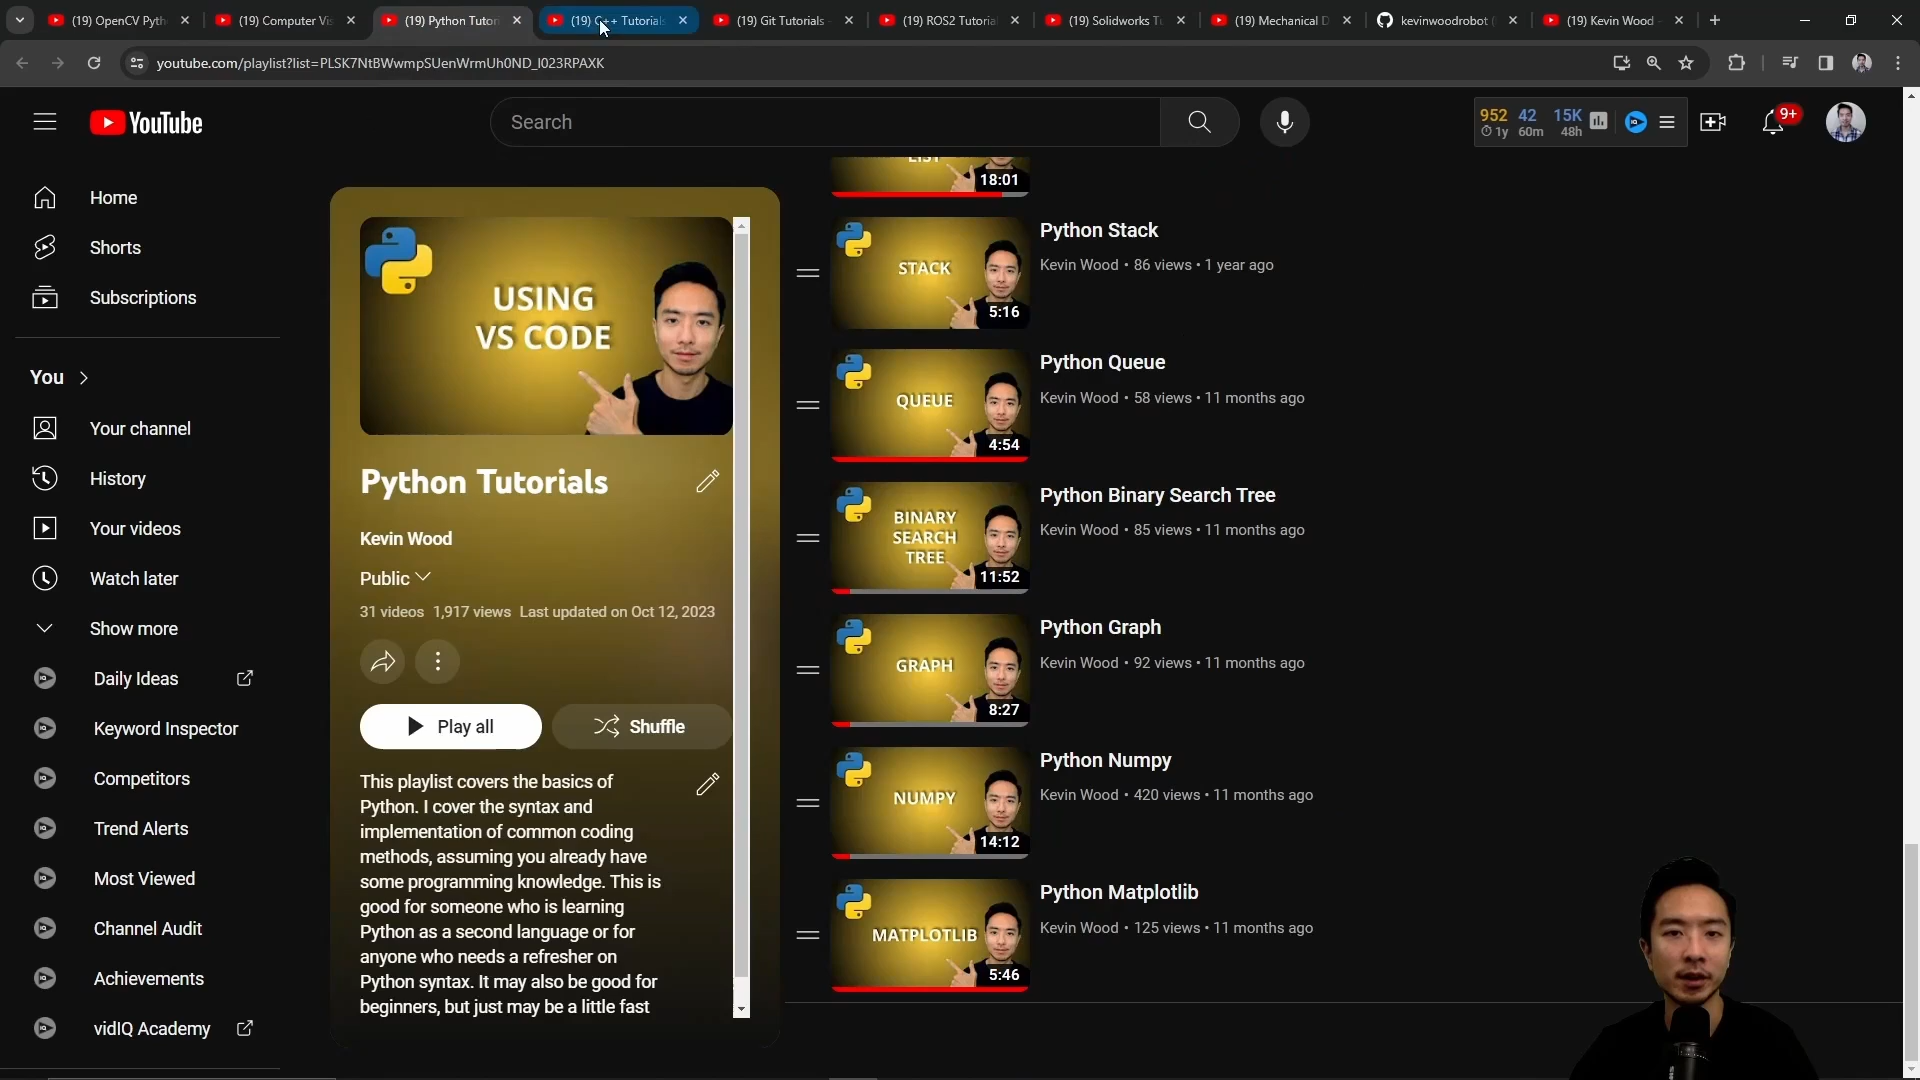 (19) OpenCV Pyth
(19) Computer Vis
(19) Python Tutori
(19) C++ Tutorials
(19) Git Tutorials -
(19) ROS2 Tutorial
(19) Solidworks Tu
(19) Mechanical D
kevinwoodrobot (
(19) Kevin Wood -
youtube.com/playlist?list=PLSK7NtBWwmpSUenWrmUh0ND_I023RPAXK
YouTube
Search
952 42 15K
1y 60m 48h
9+
Home
Shorts
Subscriptions
You
Your channel
History
Your videos
Watch later
Show more
Daily Ideas
Keyword Inspector
Competitors
Trend Alerts
Most Viewed
Channel Audit
Achievements
vidIQ Academy
USING
VS CODE
Python Tutorials
Kevin Wood
Public
31 videos 1,917 views Last updated on Oct 12, 2023
Play all
Shuffle
This playlist covers the basics of
Python. I cover the syntax and
implementation of common coding
methods, assuming you already have
some programming knowledge. This is
good for someone who is learning
Python as a second language or for
anyone who needs a refresher on
Python syntax. It may also be good for
beginners, but just may be a little fast
LIST
18:01
STACK
5:16
Python Stack
Kevin Wood • 86 views • 1 year ago
QUEUE
4:54
Python Queue
Kevin Wood • 58 views • 11 months ago
BINARY
SEARCH
TREE
11:52
Python Binary Search Tree
Kevin Wood • 85 views • 11 months ago
GRAPH
8:27
Python Graph
Kevin Wood • 92 views • 11 months ago
NUMPY
14:12
Python Numpy
Kevin Wood • 420 views • 11 months ago
MATPLOTLIB
5:46
Python Matplotlib
Kevin Wood • 125 views • 11 months ago